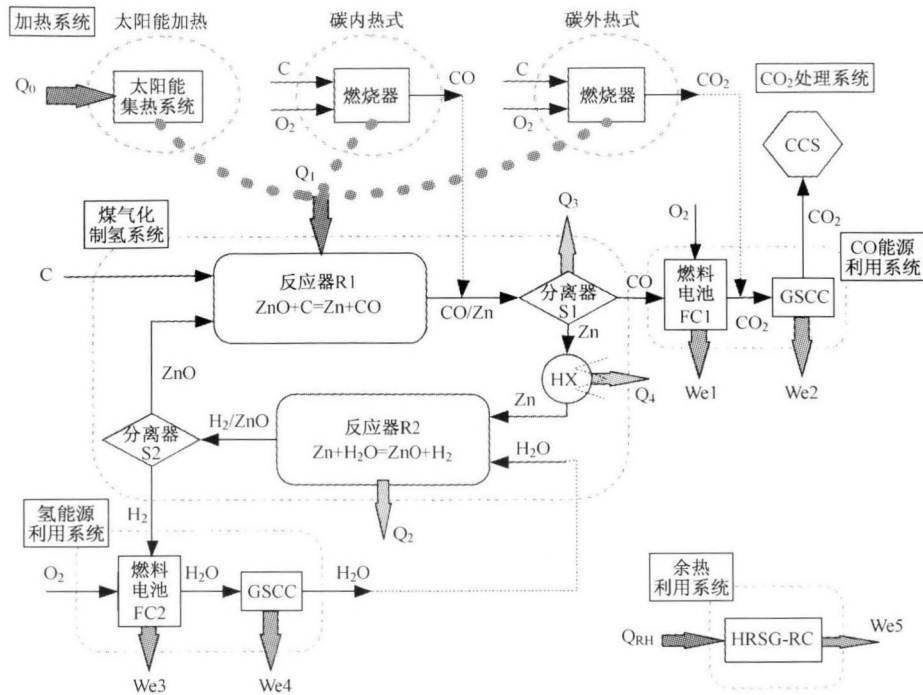 加热系统
太阳能加热
碳内热式
碳外热式
Q₀
太阳能
集热系统
C
O₂
燃烧器
CO
C
O₂
燃烧器
CO₂
CO₂处理系统
CCS
CO₂
Q₁
Q₃
煤气化
制氢系统
C
反应器R1
ZnO+C=Zn+CO
CO/Zn
分离器
S1
CO
O₂
燃料
电池
FC1
CO₂
GSCC
CO能源
利用系统
We1
We2
Zn
HX
Q₄
Zn
ZnO
分离器
S2
H₂/ZnO
反应器R2
Zn+H₂O=ZnO+H₂
H₂O
Q₂
H₂
氢能源
利用系统
O₂
燃料
电池
FC2
H₂O
GSCC
H₂O
We3
We4
余热
利用系统
Q_RH
HRSG-RC
We5